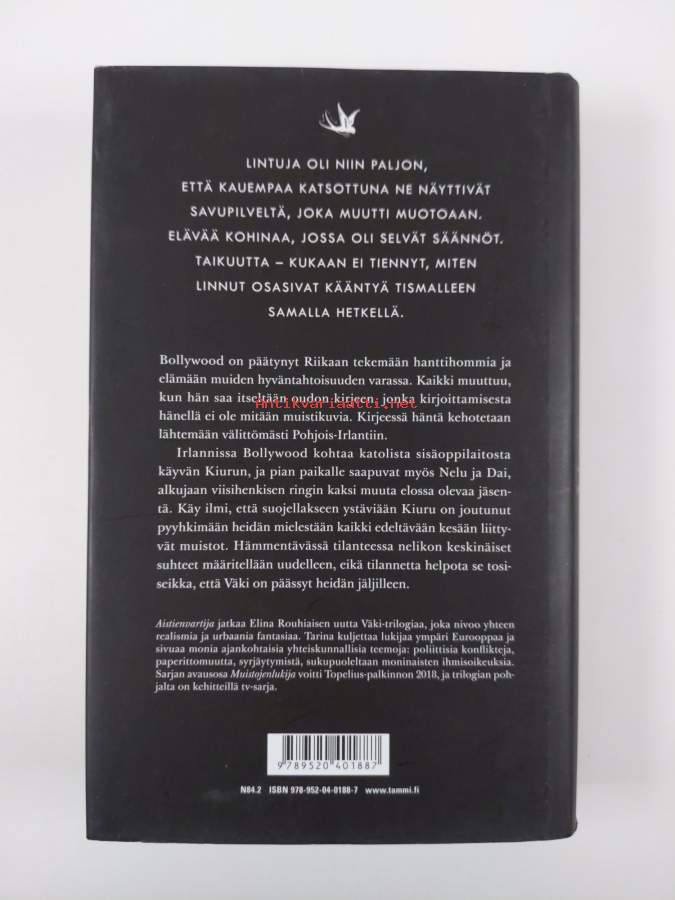 LINTUJA OLI NIIN PALJON,
ETTÄ KAUEMPAA KATSOTTUNA NE NÄYTTIVÄT
SAVUPILVELTÄ, JOKA MUUTTI MUOTOAAN.
ELÄVÄÄ KOHINAA, JOSSA OLI SELVÄT SÄÄNNÖT.
TAIKUUTTA – KUKAAN EI TIENNYT, MITEN
LINNUT OSASIVAT KÄÄNTYÄ TISMALLEEN
SAMALLA HETKELLÄ.
Bollywood on päätynyt Riikaan tekemään hanttihommia ja
elämään muiden hyväntahtoisuuden varassa. Kaikki muuttuu,
kun hän saa itseltään oudon kirjeen, jonka kirjoittamisesta
Antikvariaatti.net
hänellä ei ole mitään muistikuvia. Kirjeessä häntä kehotetaan
lähtemään välittömästi Pohjois-Irlantiin.
Irlannissa Bollywood kohtaa katolista sisäoppilaitosta
käyvän Kiurun, ja pian paikalle saapuvat myös Nelu ja Dai,
alkujaan viisihenkisen ringin kaksi muuta elossa olevaa jäsen-
tä. Käy ilmi, että suojellakseen ystäviään Kiuru on joutunut
pyyhkimään heidän mielestään kaikki edeltävään kesään liitty-
vät muistot. Hämmentävässä tilanteessa nelikon keskinäiset
suhteet määritellään uudelleen, eikä tilannetta helpota se tosi-
seikka, että Väki on päässyt heidän jäljilleen.
Aistienvartija jatkaa Elina Rouhiaisen uutta Väki-trilogiaa, joka nivoo yhteen
realismia ja urbaania fantasiaa. Tarina kuljettaa lukijaa ympäri Eurooppaa ja
sivuaa monia ajankohtaisia yhteiskunnallisia teemoja: poliittisia konflikteja,
paperittomuutta, syrjäytymistä, sukupuoleltaan moninaisten ihmisoikeuksia.
Sarjan avausosa Muistojenlukija voitti Topelius-palkinnon 2018, ja trilogian poh-
jalta on kehitteillä tv-sarja.
9 789520 401887
N84.2 ISBN 978-952-04-0188-7 www.tammi.fi